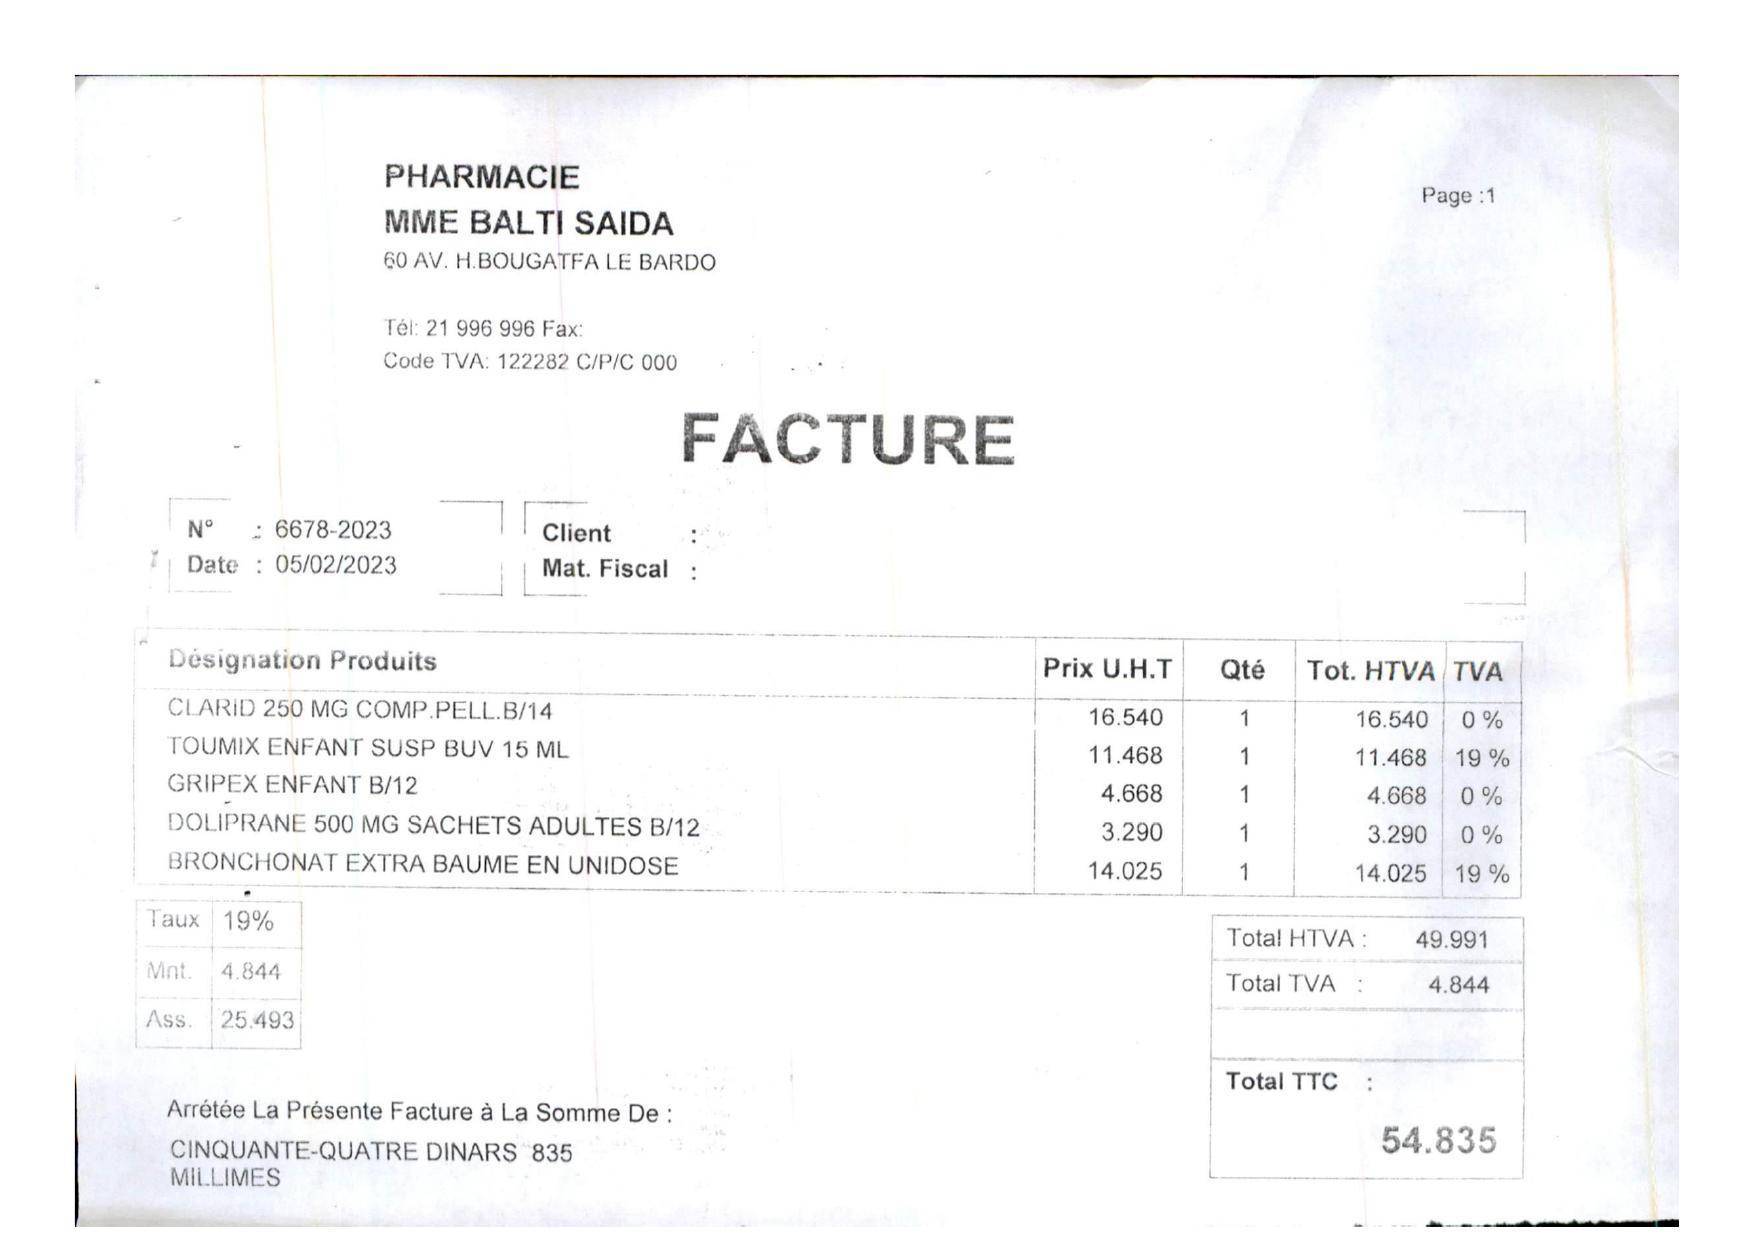 PHARMACIE
Page :1
MME BALTI SAIDA
60 AV. H.BOUGATFA LE BARDO
Tél: 21 996 996 Fax:
Code TVA: 122282 C/P/C 000
FACTURE
N° : 6678-2023
Date : 05/02/2023
Client :
Mat. Fiscal :
Désignation Produits Prix U.H.T Qté Tot. HTVA TVA
CLARID 250 MG COMP.PELL.B/14 16.540 1 16.540 0 %
TOUMIX ENFANT SUSP BUV 15 ML 11.468 1 11.468 19 %
GRIPEX ENFANT B/12 4.668 1 4.668 0 %
DOLIPRANE 500 MG SACHETS ADULTES B/12 3.290 1 3.290 0 %
BRONCHONAT EXTRA BAUME EN UNIDOSE 14.025 1 14.025 19 %
Taux 19%
Mnt. 4.844
Ass. 25.493
Total HTVA : 49.991
Total TVA : 4.844
Total TTC :
54.835
Arrétée La Présente Facture à La Somme De :
CINQUANTE-QUATRE DINARS 835
MILLIMES